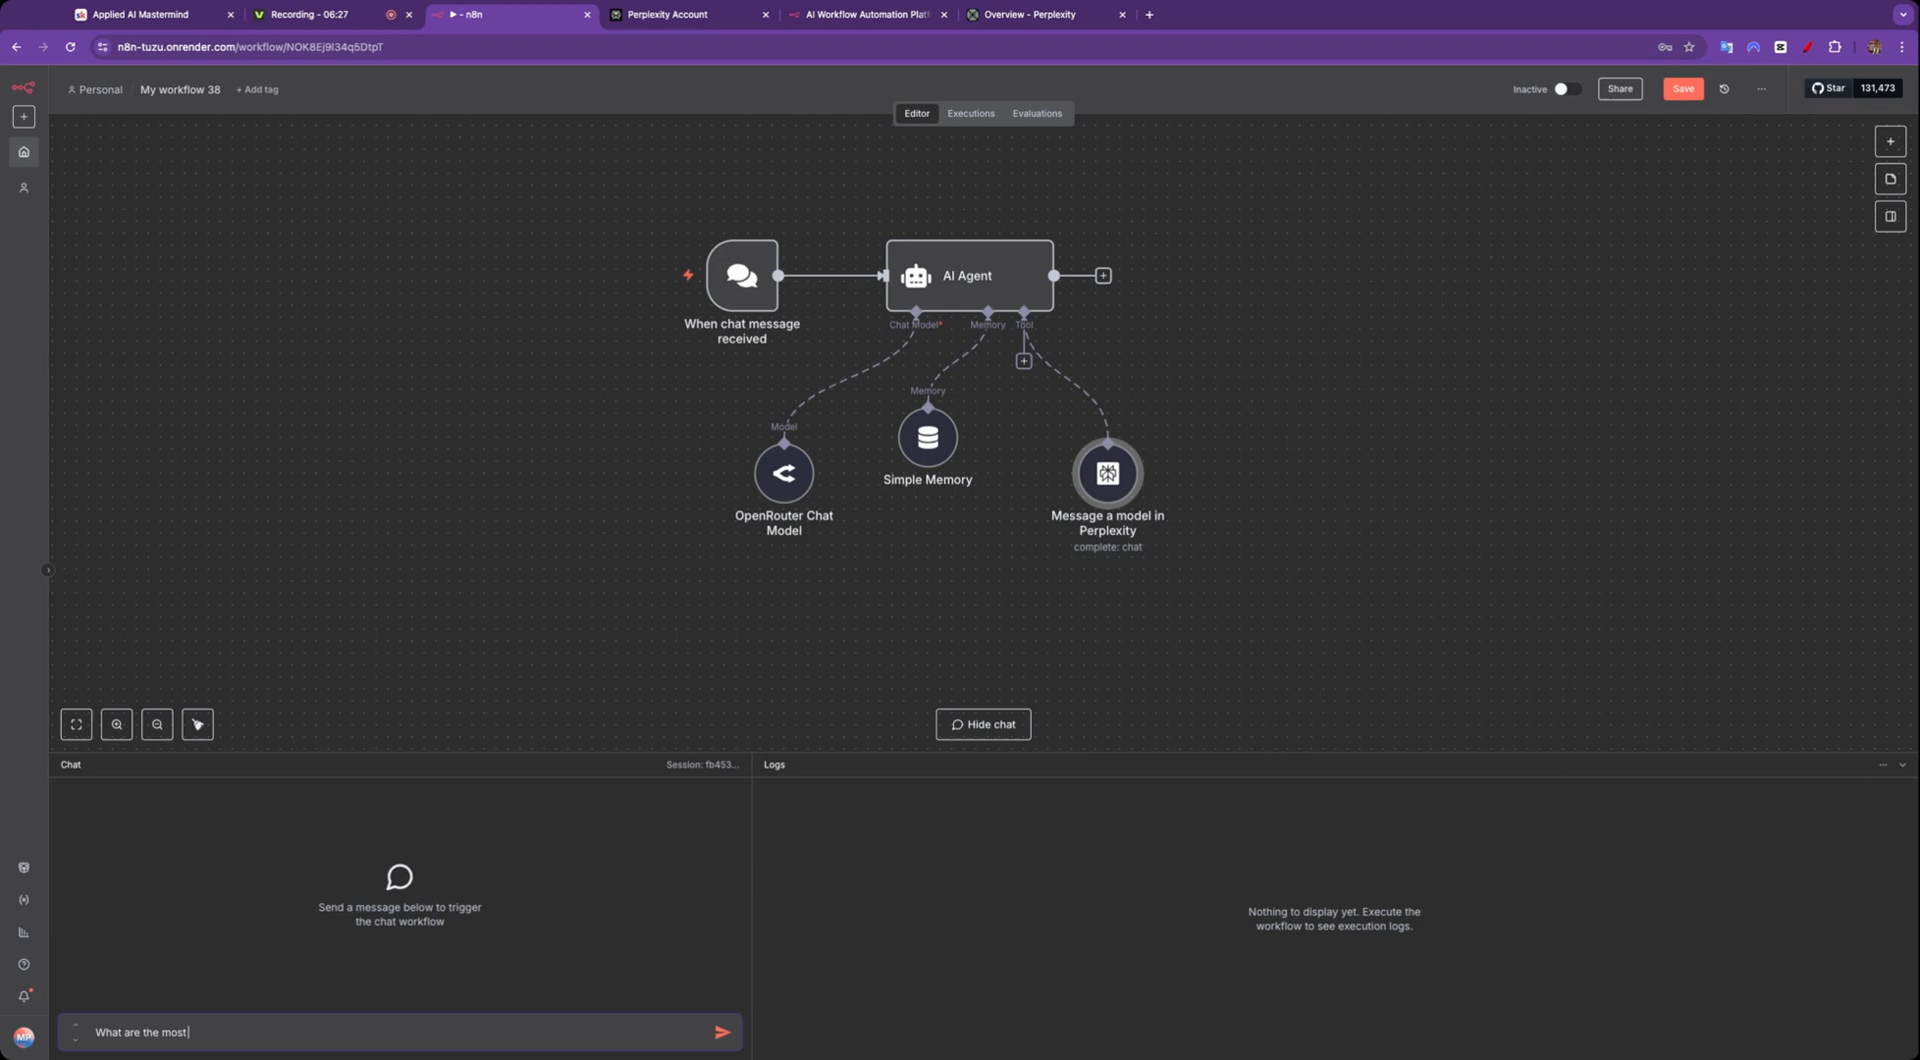 Applied AI Mastermind
Recording - 06:27
▶ - n8n
Perplexity Account
AI Workflow Automation Platf
Overview - Perplexity
n8n-tuzu.onrender.com/workflow/NOK8Ej9l34q5DtpT
Personal / My workflow 38 + Add tag
Inactive
Share
Save
Star 131,473
Editor Executions Evaluations
AI Agent
When chat message
received
Chat Model*
Memory
Tool
Memory
Model
Simple Memory
OpenRouter Chat
Model
Message a model in
Perplexity
complete: chat
Hide chat
Chat
Session: fb453...
Logs
Send a message below to trigger
the chat workflow
Nothing to display yet. Execute the
workflow to see execution logs.
MP
What are the most